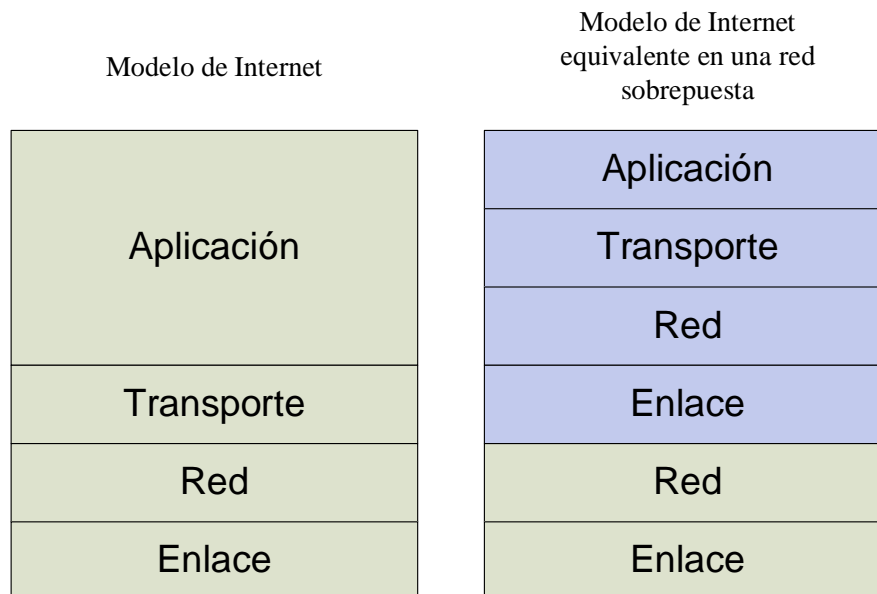 Modelo de Internet
Aplicación
Transporte
Red
Enlace
Modelo de Internet
equivalente en una red
sobrepuesta
Aplicación
Transporte
Red
Enlace
Red
Enlace